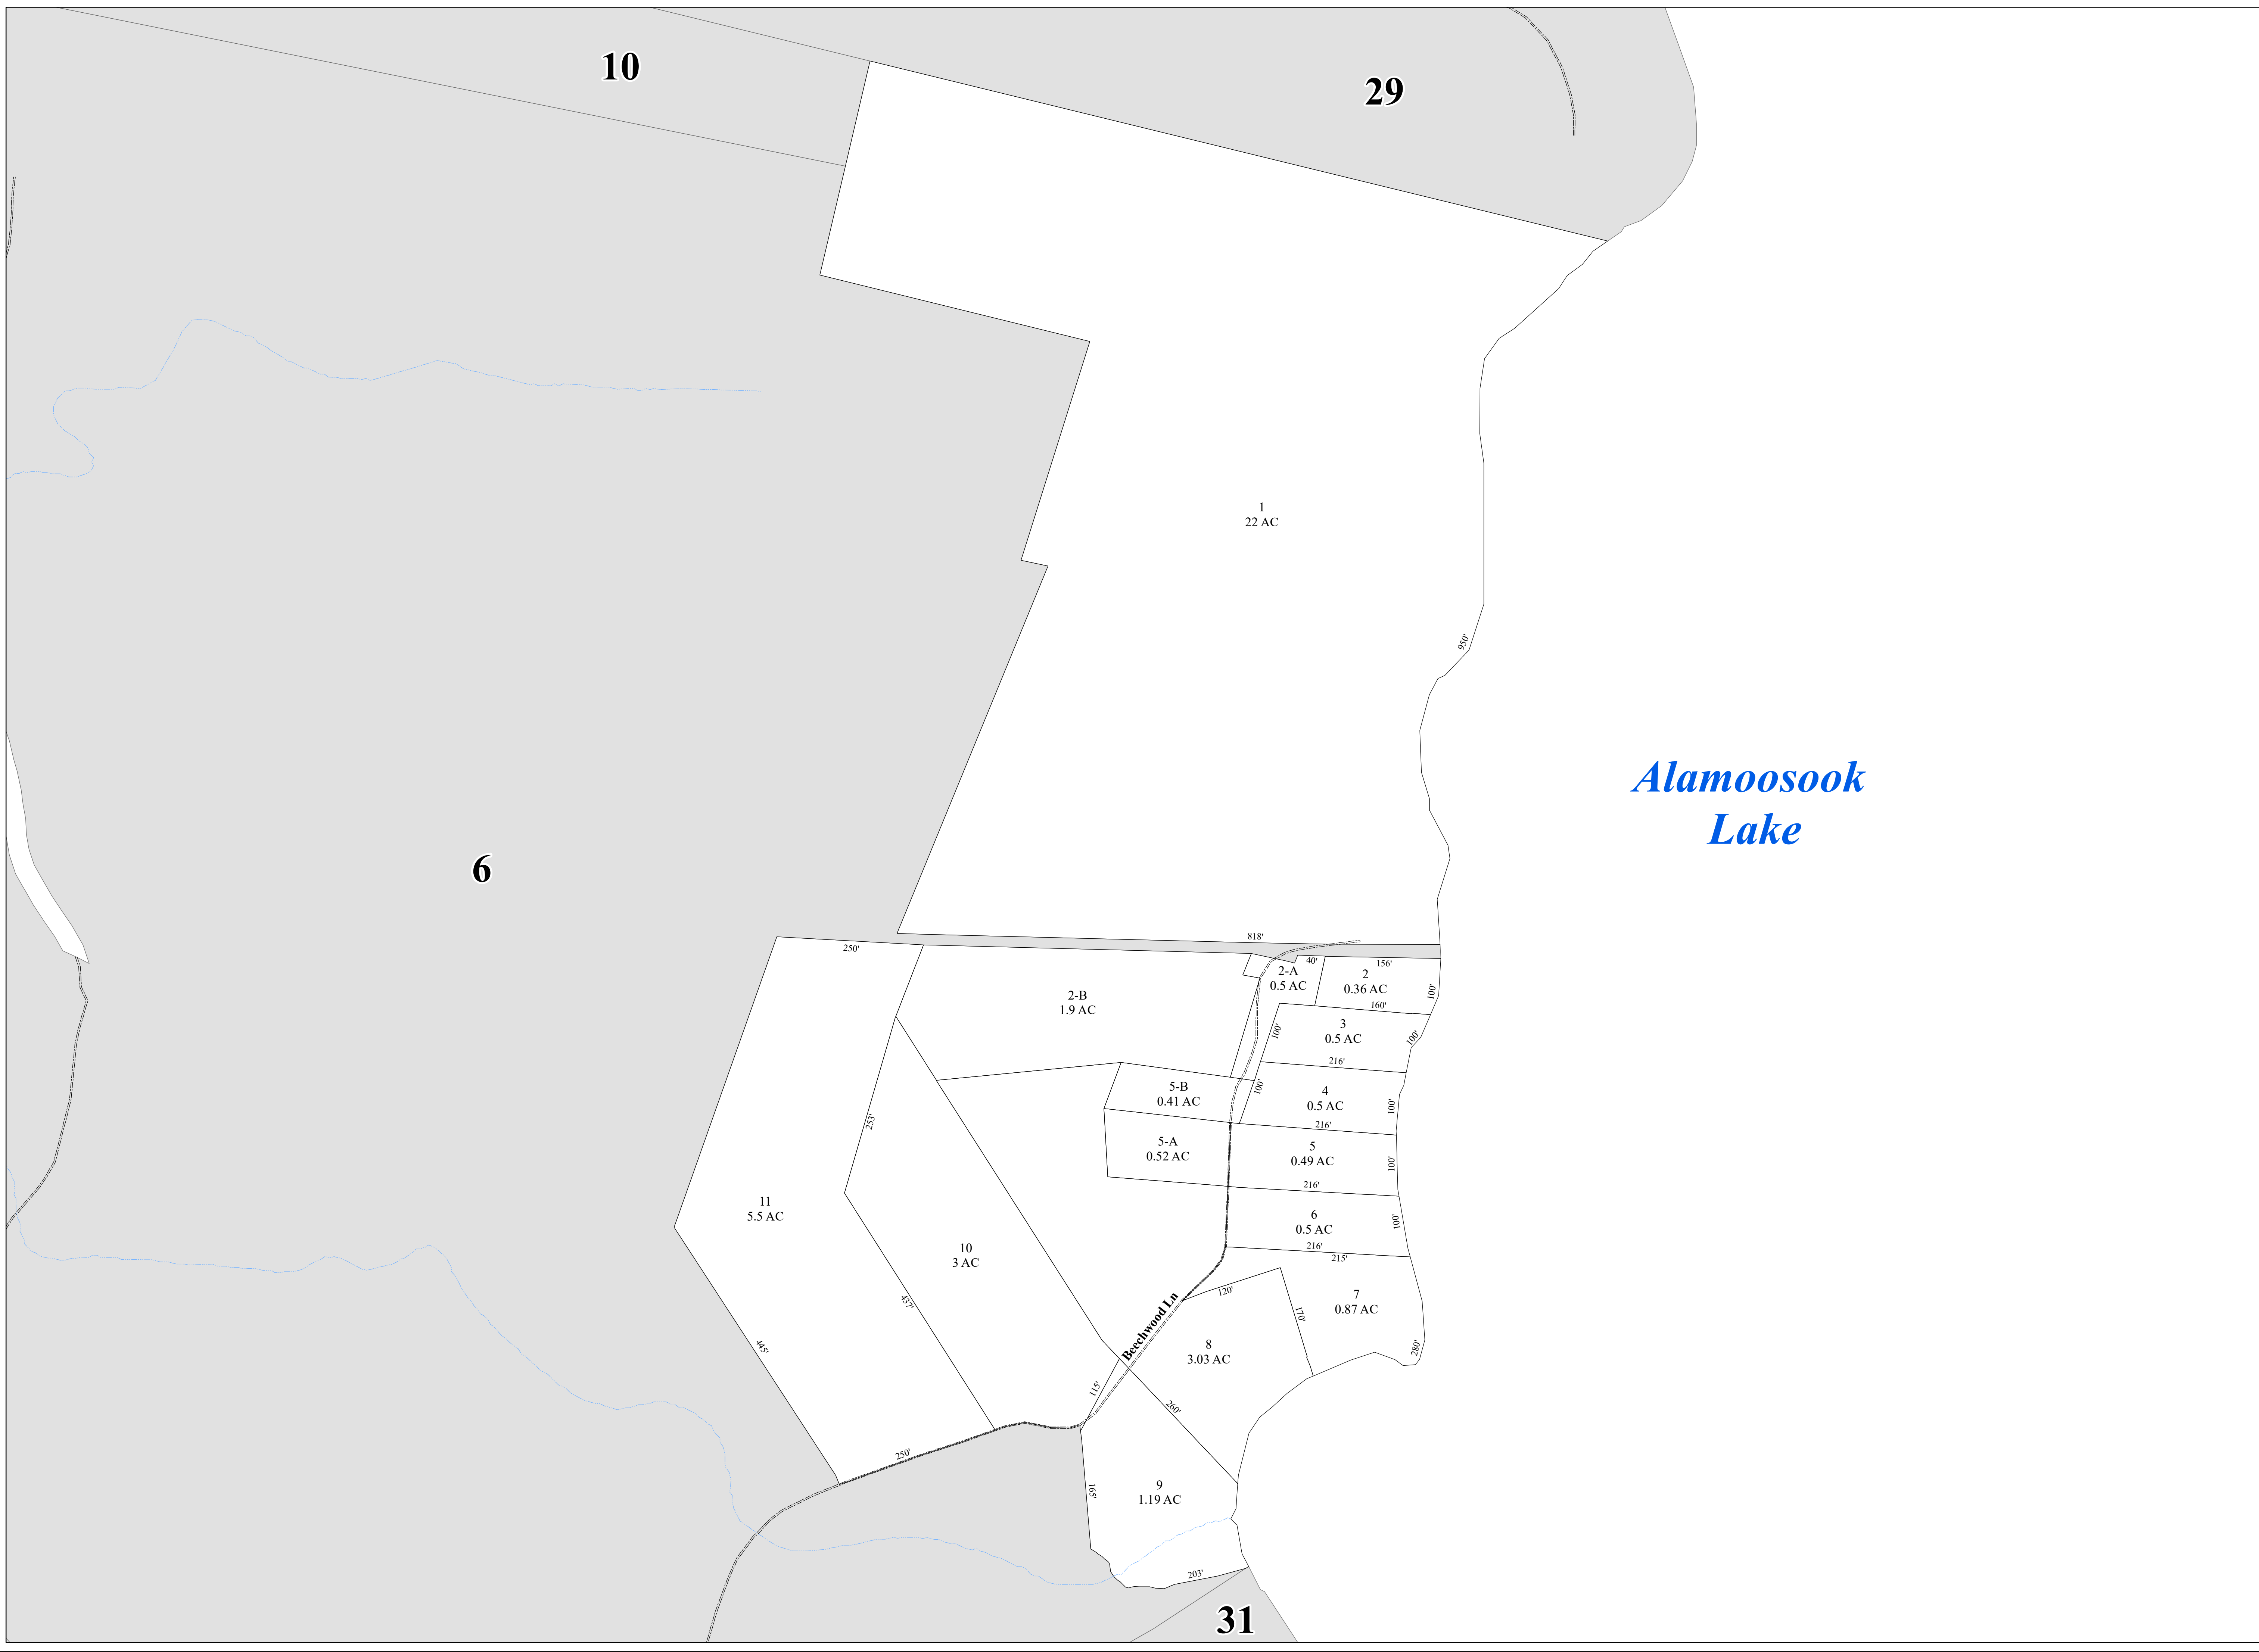 10
29
1
22 AC
950'
Alamoosook
Lake
6
818'
250'
40'
156'
2-A
0.5 AC
2
0.36 AC
100'
2-B
1.9 AC
160'
3
0.5 AC
100'
100'
216'
5-B
0.41 AC
100'
4
0.5 AC
100'
253'
216'
5-A
0.52 AC
5
0.49 AC
100'
216'
11
5.5 AC
6
0.5 AC
100'
10
3 AC
216'
215'
120'
7
0.87 AC
437'
170'
Beechwood Ln
445'
8
3.03 AC
280'
115'
260'
250'
165'
9
1.19 AC
203'
31